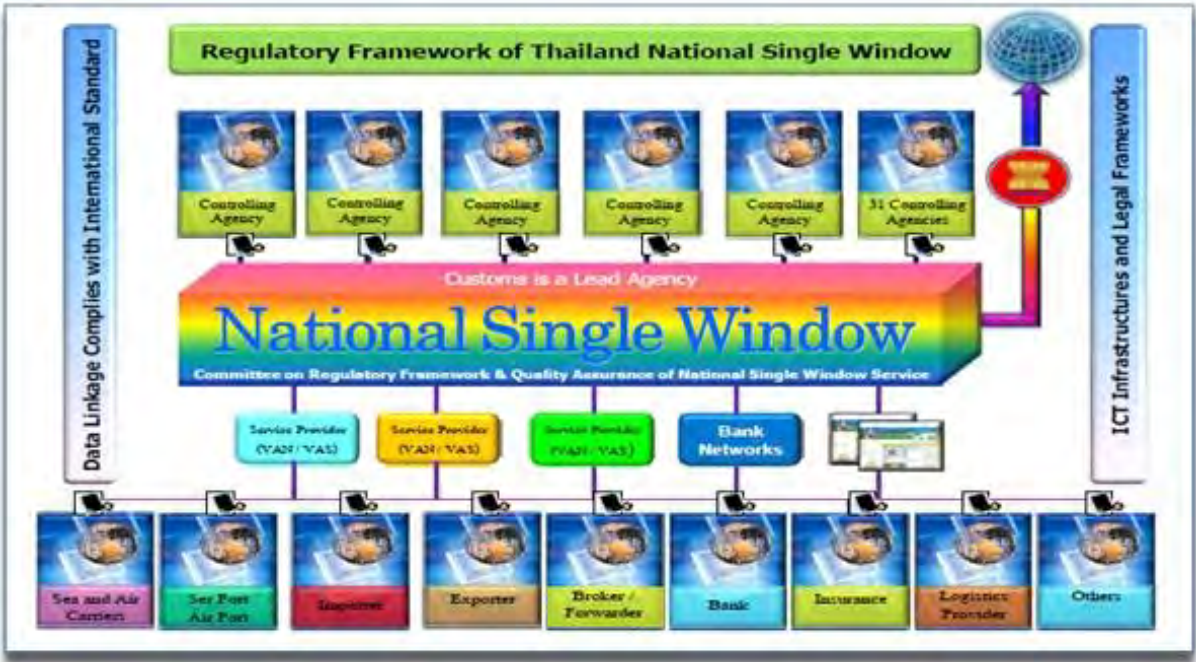 Regulatory Framework of Thailand National Single Window
Data Linkage Complies with International Standard
ICT Infrastructures and Legal Frameworks
Controlling
Agency
Controlling
Agency
Controlling
Agency
Controlling
Agency
Controlling
Agency
31 Controlling
Agencies
Customs is a Lead Agency
National Single Window
Committee on Regulatory Framework & Quality Assurance of National Single Window Service
Service Provider
(VAN / VAS)
Service Provider
(VAN / VAS)
Service Provider
(VAN / VAS)
Bank
Networks
Sea and Air
Carriers
Ser Port
Air Port
Importer
Exporter
Broker /
Forwarder
Bank
Insurance
Logistics
Provider
Others